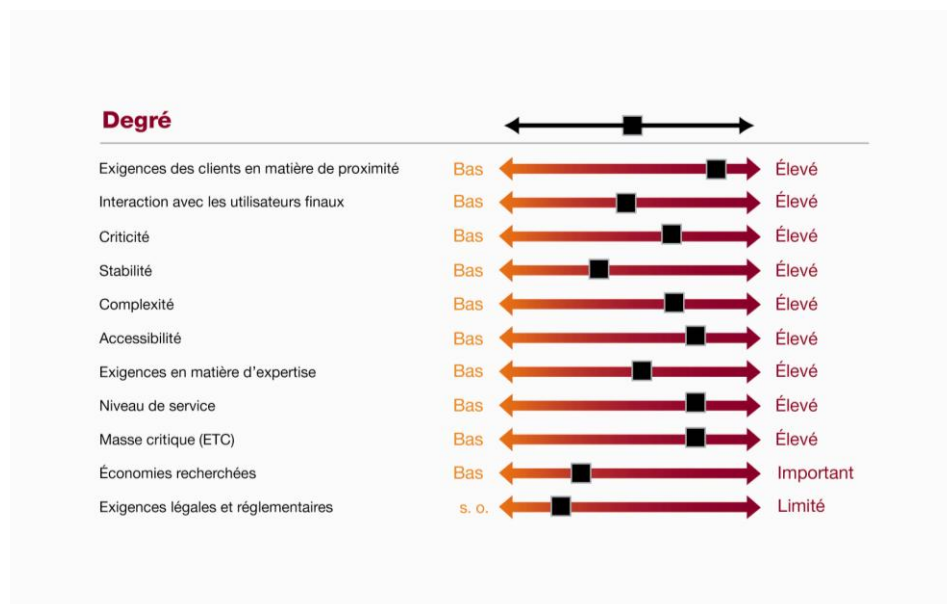 Degré
Exigences des clients en matière de proximité Bas Élevé
Interaction avec les utilisateurs finaux Bas Élevé
Criticité Bas Élevé
Stabilité Bas Élevé
Complexité Bas Élevé
Accessibilité Bas Élevé
Exigences en matière d'expertise Bas Élevé
Niveau de service Bas Élevé
Masse critique (ETC) Bas Élevé
Économies recherchées Bas Important
Exigences légales et réglementaires s. o. Limité